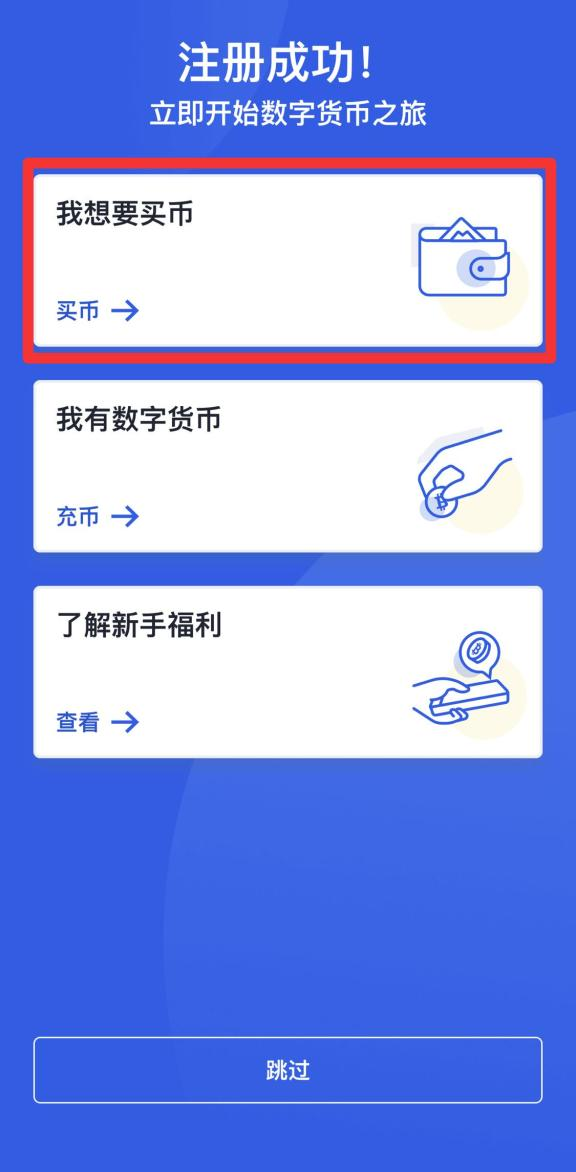 注册成功！
立即开始数字货币之旅
我想要买币
买币
我有数字货币
充币
了解新手福利
查看
跳过